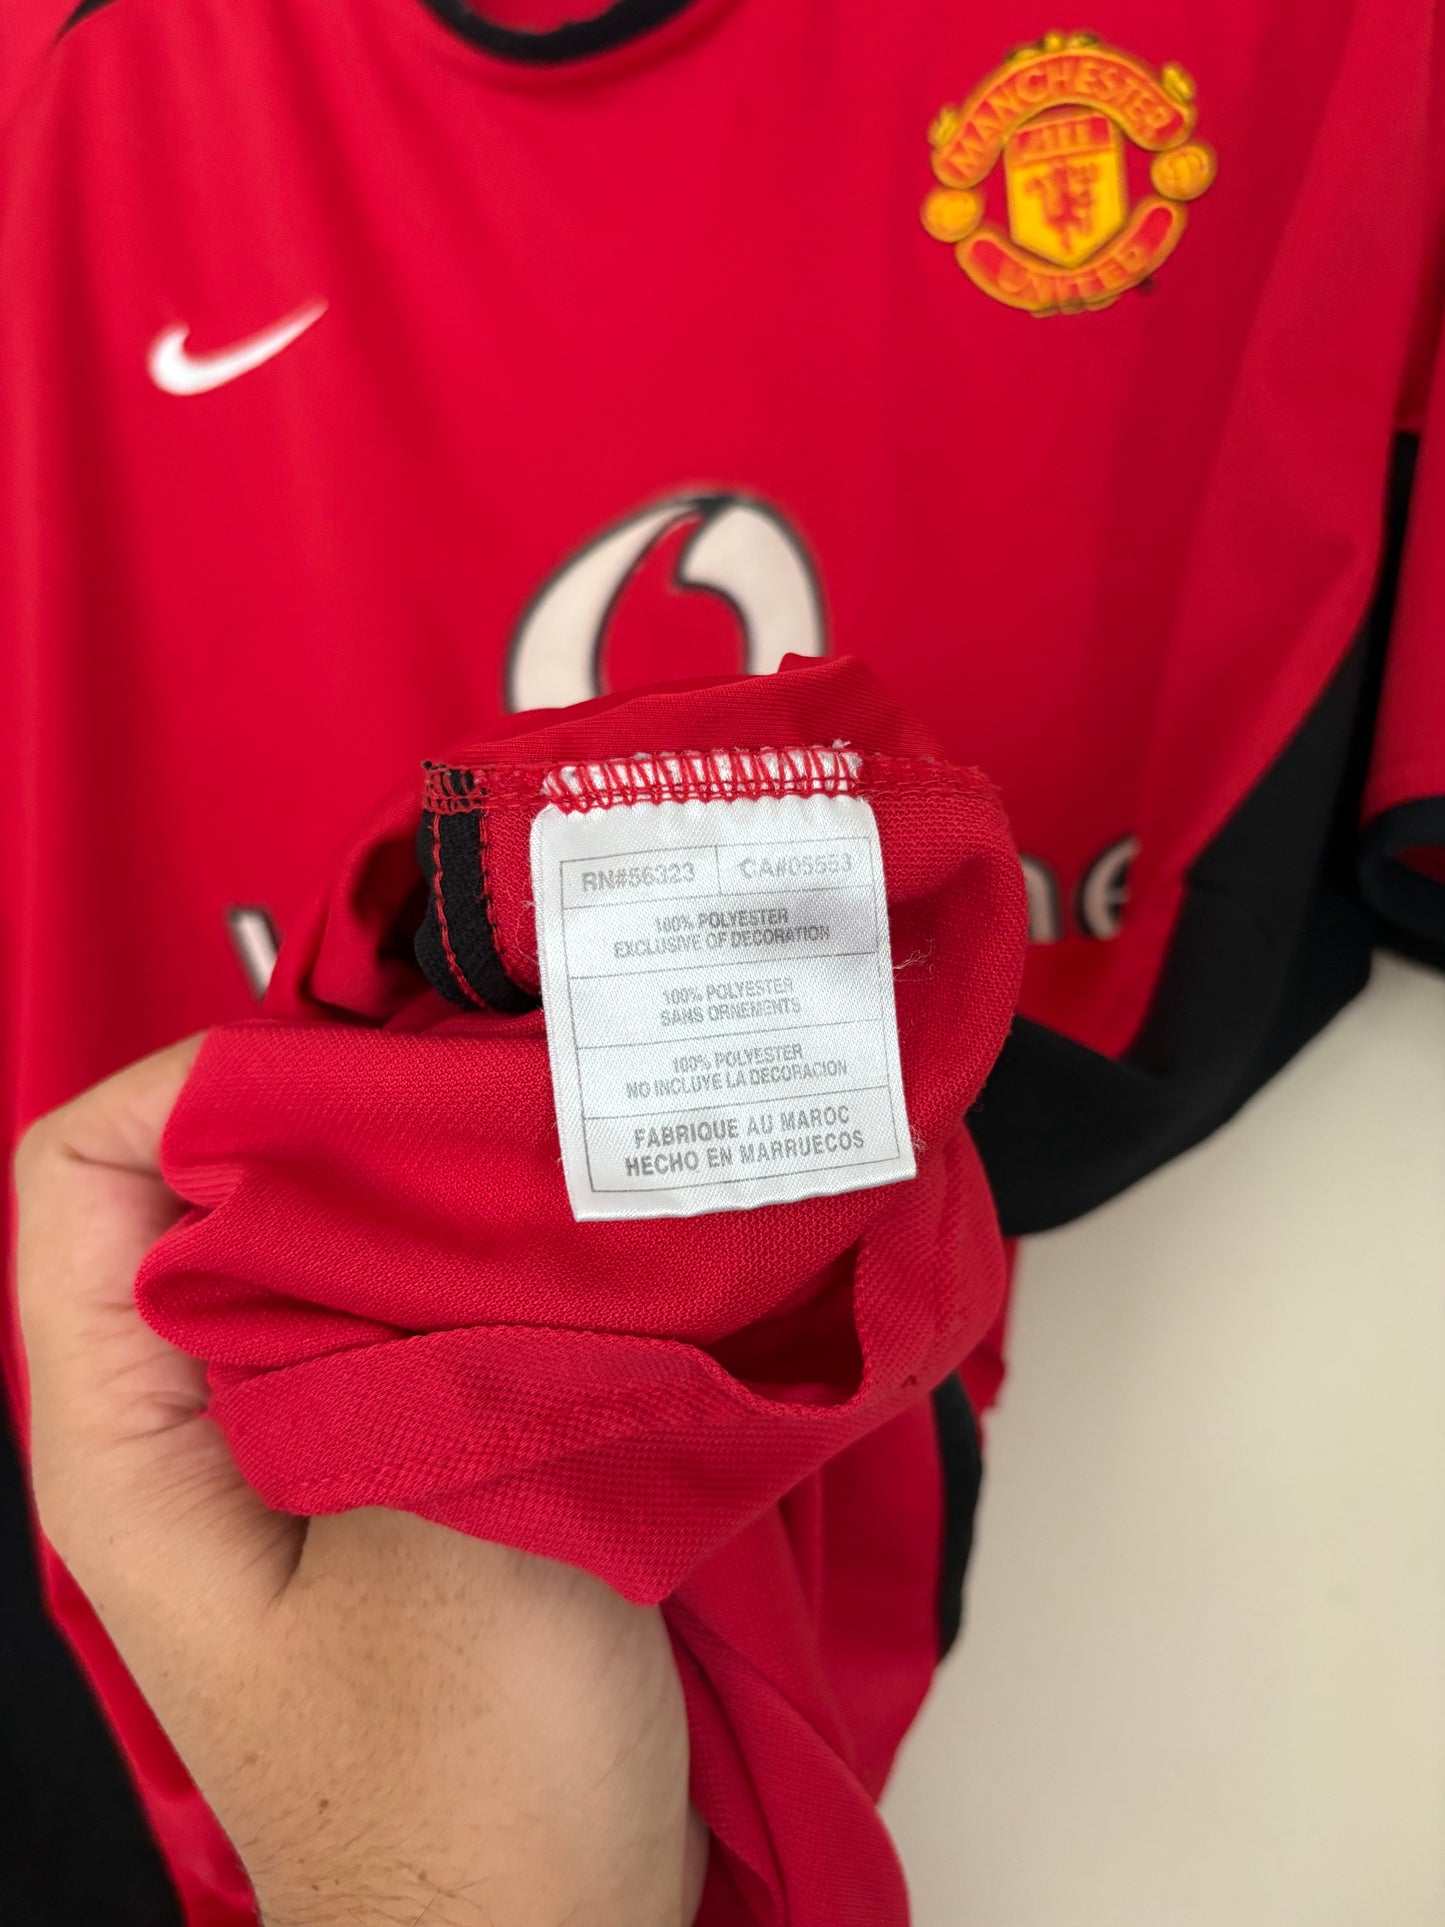 MANCHESTER
UNITED
RN#56323 CA#05553
100% POLYESTER
EXCLUSIVE OF DECORATION
100% POLYESTER
SANS ORNEMENTS
100% POLYESTER
NO INCLUYE LA DECORACION
FABRIQUE AU MAROC
HECHO EN MARRUECOS